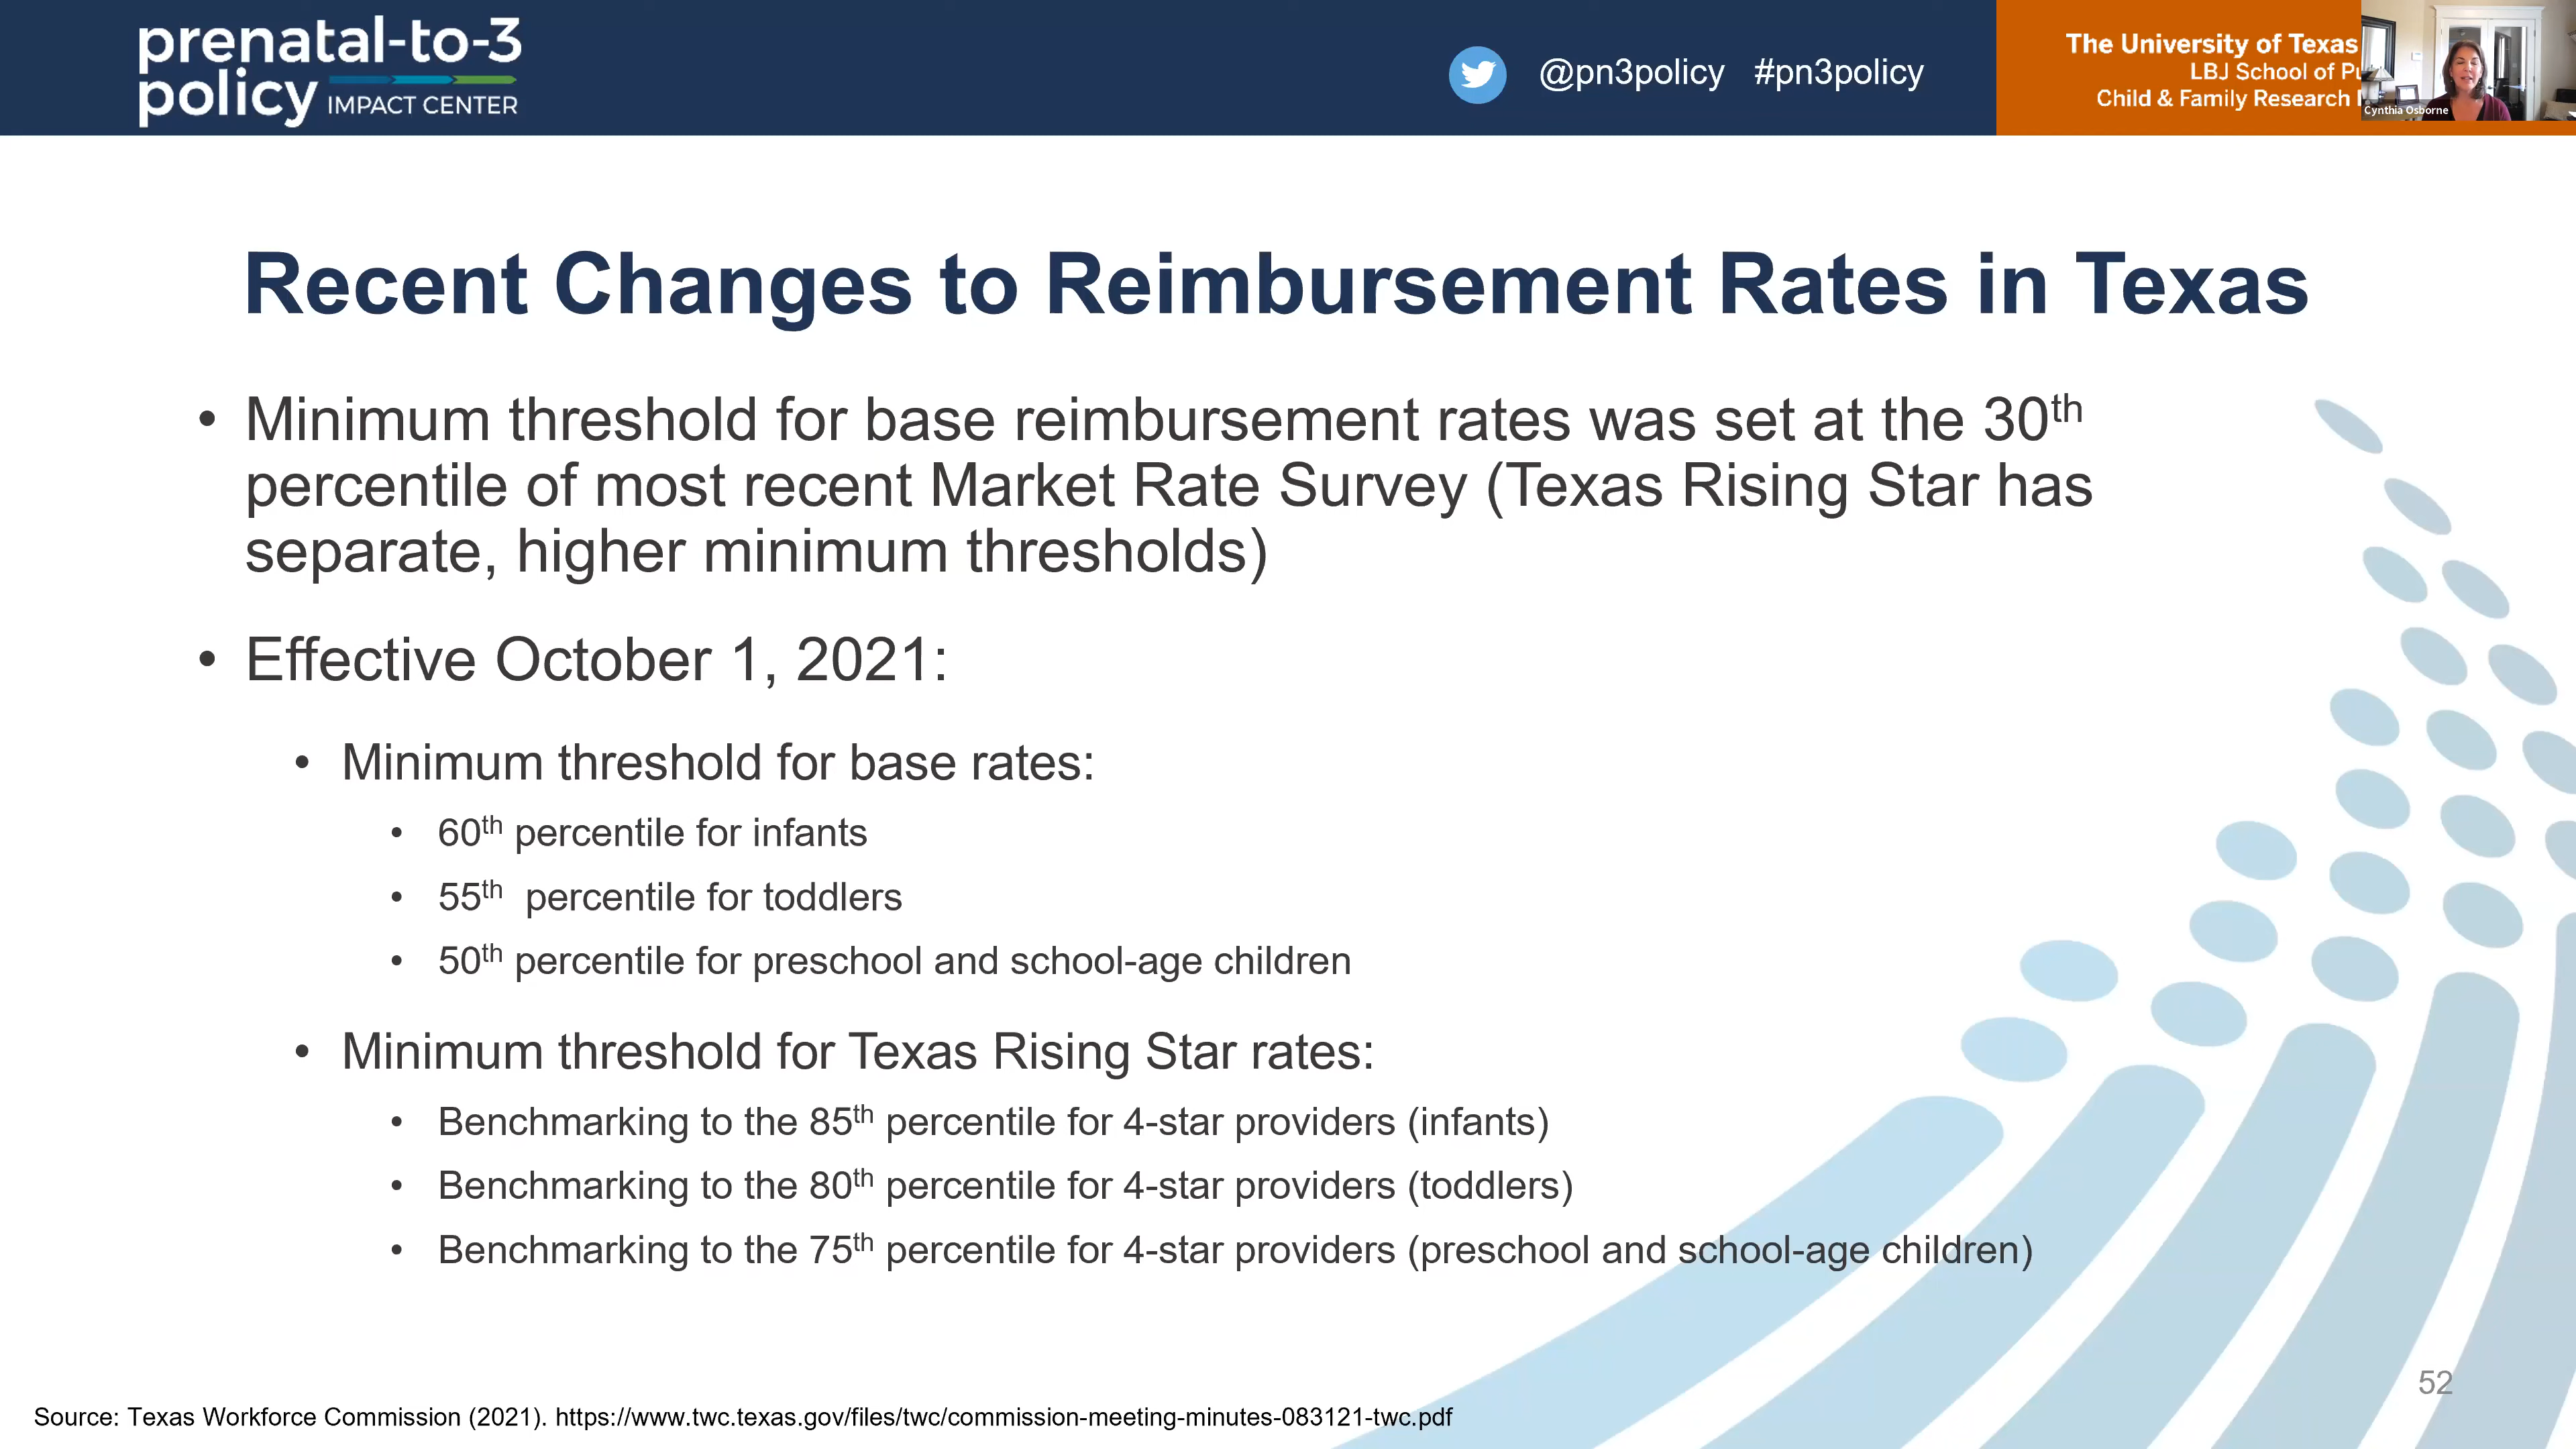 prenatal-to-3
policy IMPACT CENTER
@pn3policy #pn3policy
The University of Texas
LBJ School of
Child & Family Research
Cynthia Osborne
Recent Changes to Reimbursement Rates in Texas
• Minimum threshold for base reimbursement rates was set at the 30th
percentile of most recent Market Rate Survey (Texas Rising Star has
separate, higher minimum thresholds)
• Effective October 1, 2021:
• Minimum threshold for base rates:
• 60th percentile for infants
• 55th percentile for toddlers
• 50th percentile for preschool and school-age children
• Minimum threshold for Texas Rising Star rates:
• Benchmarking to the 85th percentile for 4-star providers (infants)
• Benchmarking to the 80th percentile for 4-star providers (toddlers)
• Benchmarking to the 75th percentile for 4-star providers (preschool and school-age children)
52
Source: Texas Workforce Commission (2021). https://www.twc.texas.gov/files/twc/commission-meeting-minutes-083121-twc.pdf